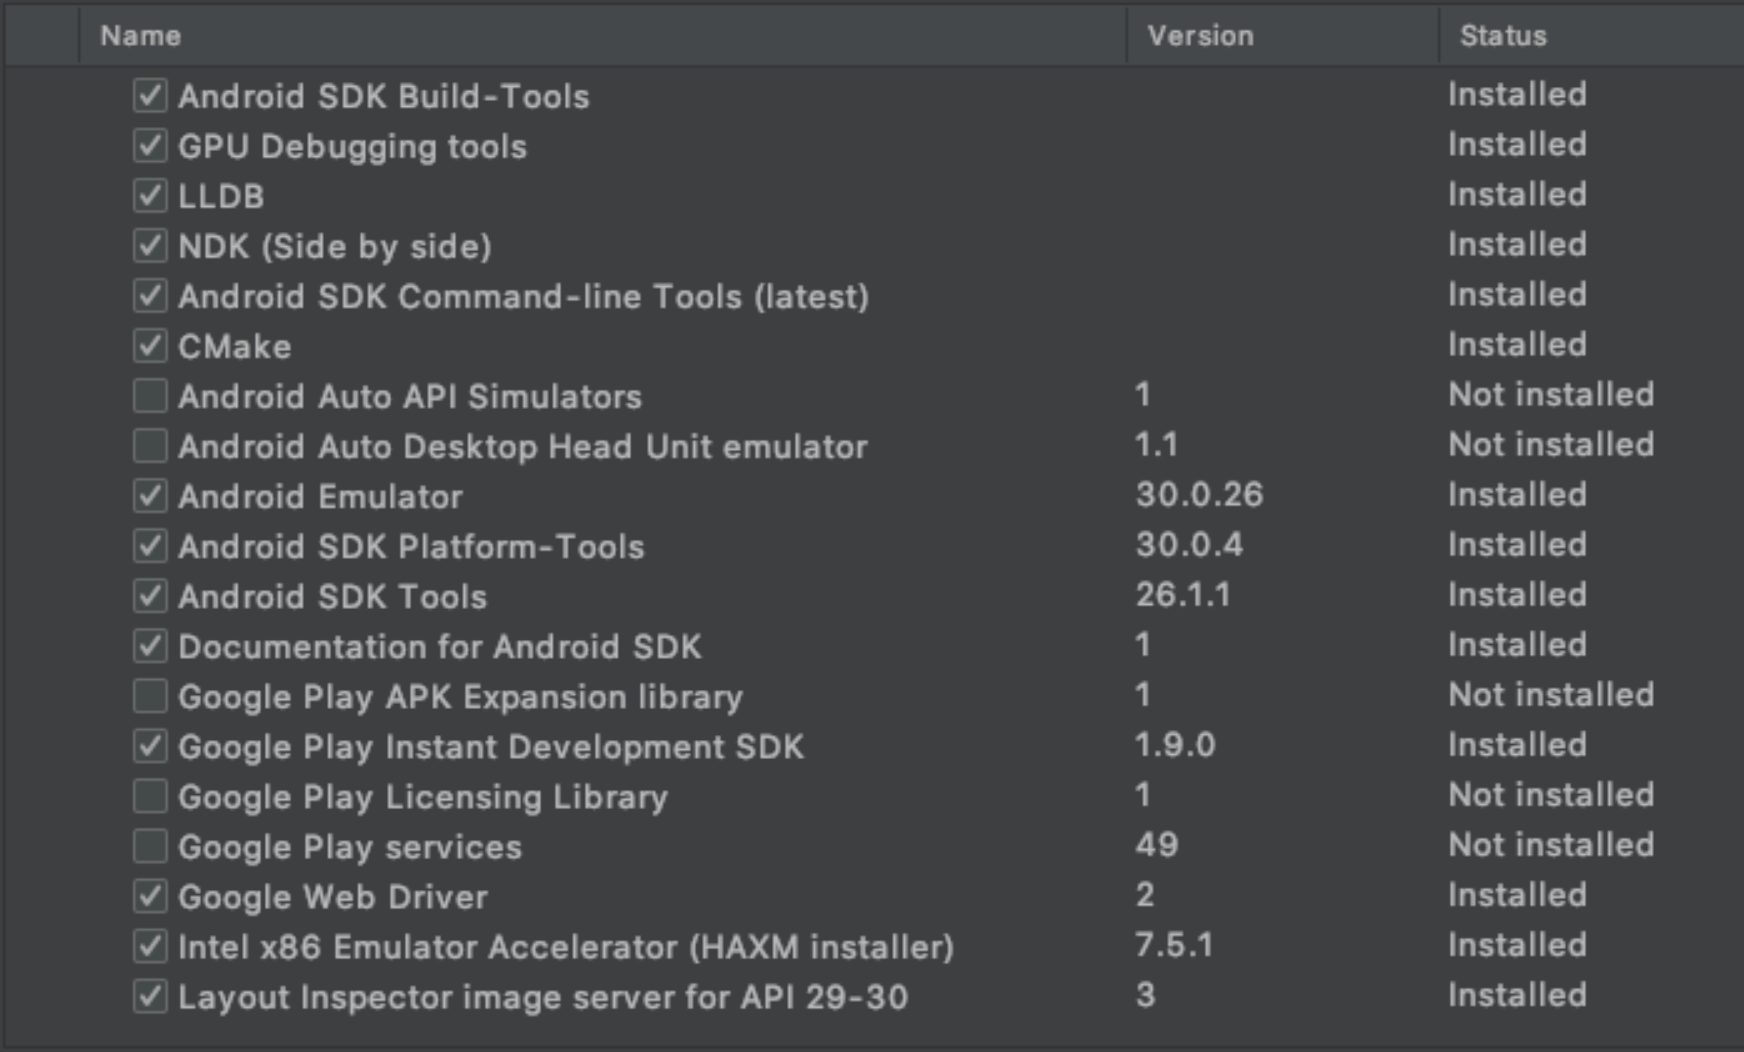 Name Version Status
Android SDK Build-Tools Installed
GPU Debugging tools Installed
LLDB Installed
NDK (Side by side) Installed
Android SDK Command-line Tools (latest) Installed
CMake Installed
Android Auto API Simulators 1 Not installed
Android Auto Desktop Head Unit emulator 1.1 Not installed
Android Emulator 30.0.26 Installed
Android SDK Platform-Tools 30.0.4 Installed
Android SDK Tools 26.1.1 Installed
Documentation for Android SDK 1 Installed
Google Play APK Expansion library 1 Not installed
Google Play Instant Development SDK 1.9.0 Installed
Google Play Licensing Library 1 Not installed
Google Play services 49 Not installed
Google Web Driver 2 Installed
Intel x86 Emulator Accelerator (HAXM installer) 7.5.1 Installed
Layout Inspector image server for API 29-30 3 Installed